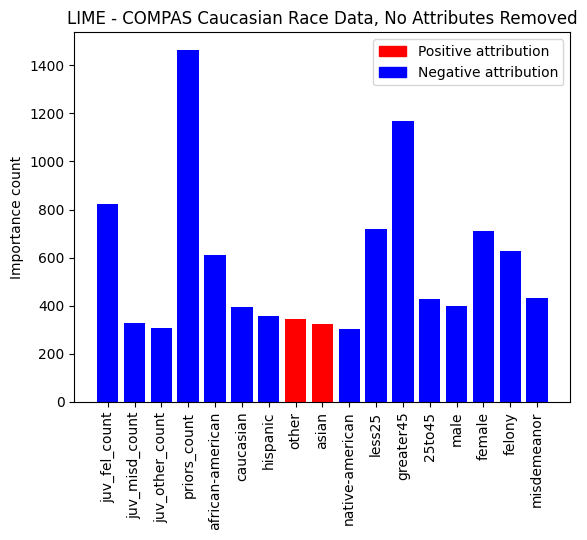 LIME - COMPAS Caucasian Race Data, No Attributes Removed
Positive attribution
Negative attribution
Importance count
1400
1200
1000
800
600
400
200
0
juv_fel_count
juv_misd_count
juv_other_count
priors_count
african-american
caucasian
hispanic
other
asian
native-american
less25
greater45
25to45
male
female
felony
misdemeanor